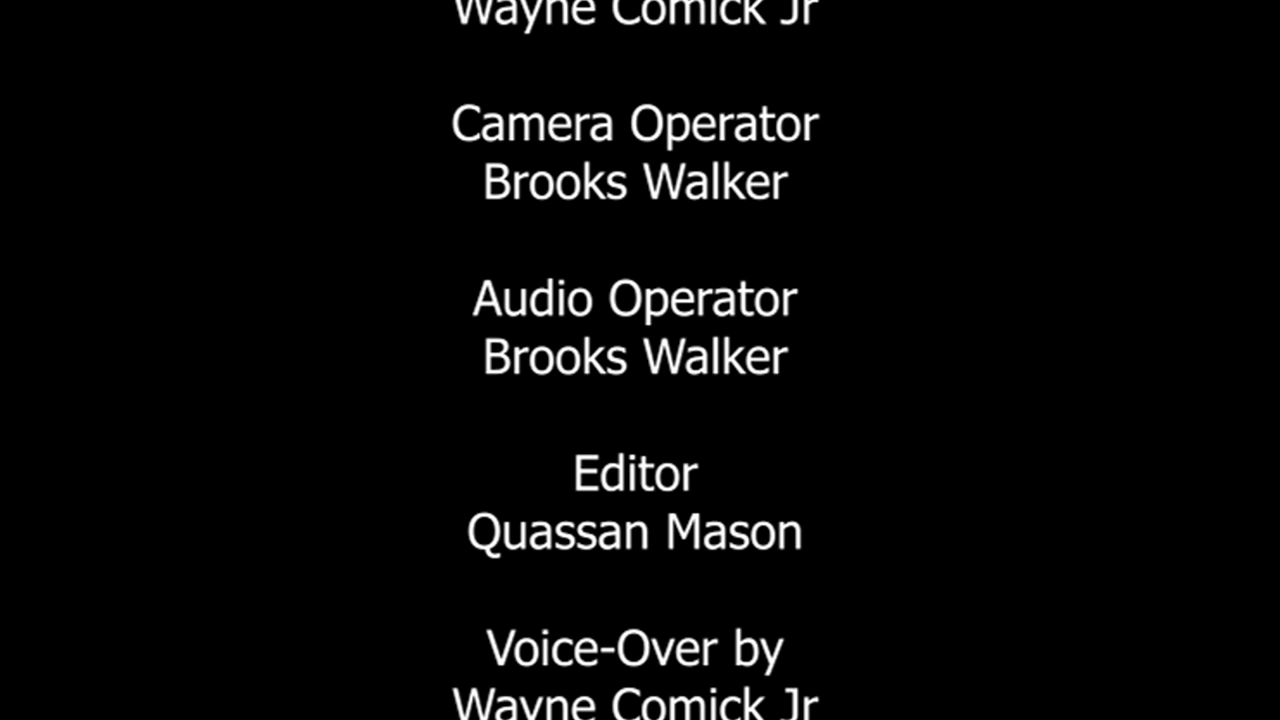 Wayne Comick Jr
Camera Operator
Brooks Walker
Audio Operator
Brooks Walker
Editor
Quassan Mason
Voice-Over by
Wayne Comick Jr